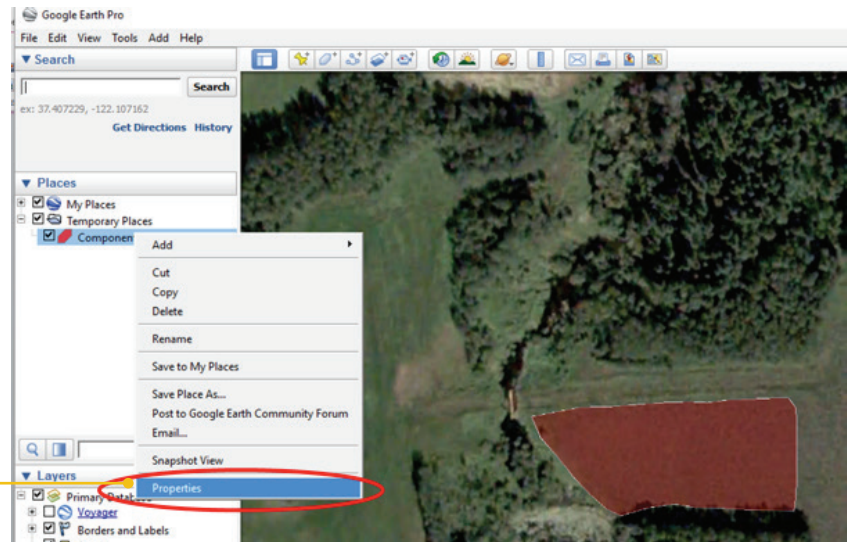 Google Earth Pro
File Edit View Tools Add Help
Search
Search
ex: 37.407229, -122.107162
Get Directions History
Places
My Places
Temporary Places
Component
Add
Cut
Copy
Delete
Rename
Save to My Places
Save Place As...
Post to Google Earth Community Forum
Email...
Snapshot View
Properties
Layers
Primary Database
Voyager
Borders and Labels